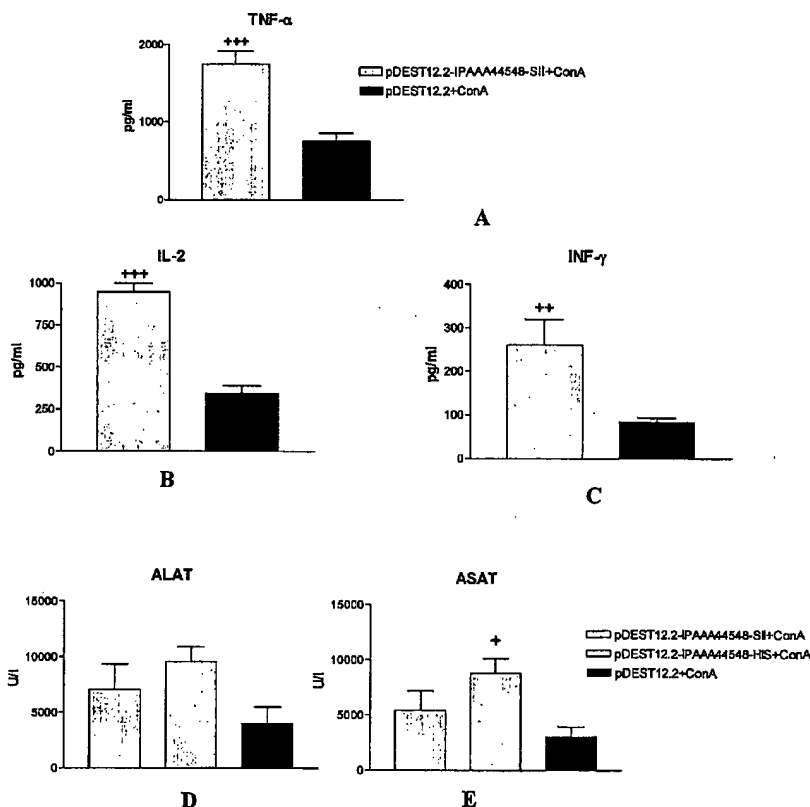 TNF-α
+++
2000
1000
0
pg/ml
pDEST12.2-IPAAA44548-SII+ConA
pDEST12.2+ConA
A
IL-2
+++
1000
750
500
250
0
pg/ml
B
INF-γ
++
400
300
200
100
0
pg/ml
C
ALAT
15000
10000
5000
0
U/l
D
ASAT
+
15000
10000
5000
0
U/l
E
pDEST12.2-IPAAA44548-SII+ConA
pDEST12.2-IPAAA44548-HIS+ConA
pDEST12.2+ConA